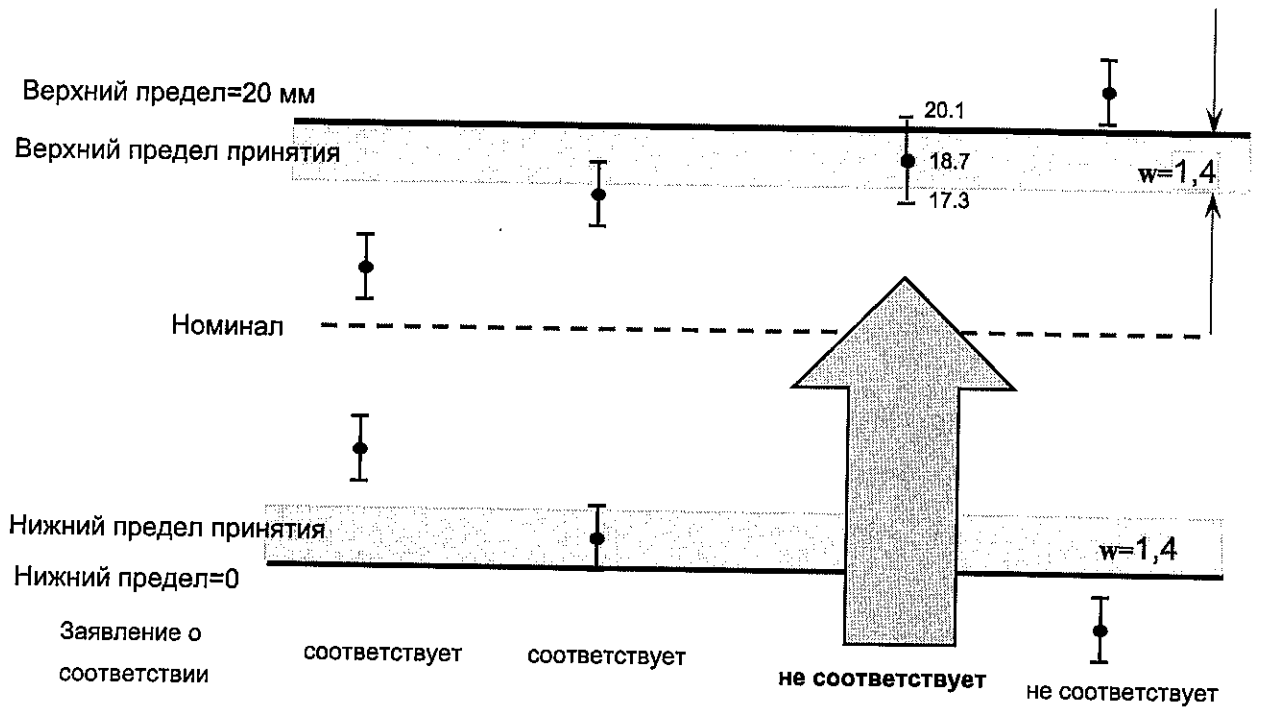 Верхний предел=20 мм
20.1
Верхний предел принятия
18.7
w=1,4
17.3
Номинал
Нижний предел принятия
w=1,4
Нижний предел=0
Заявление о
соответствии
соответствует
соответствует
не соответствует
не соответствует